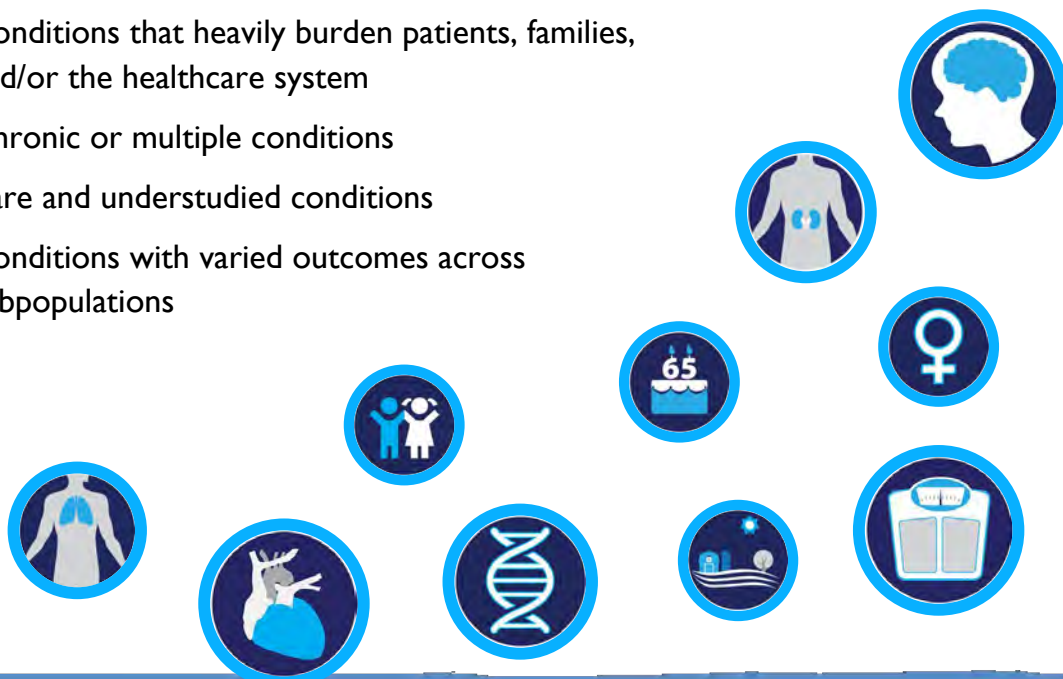 onditions that heavily burden patients, families,
d/or the healthcare system
hronic or multiple conditions
are and understudied conditions
onditions with varied outcomes across
bpopulations
65